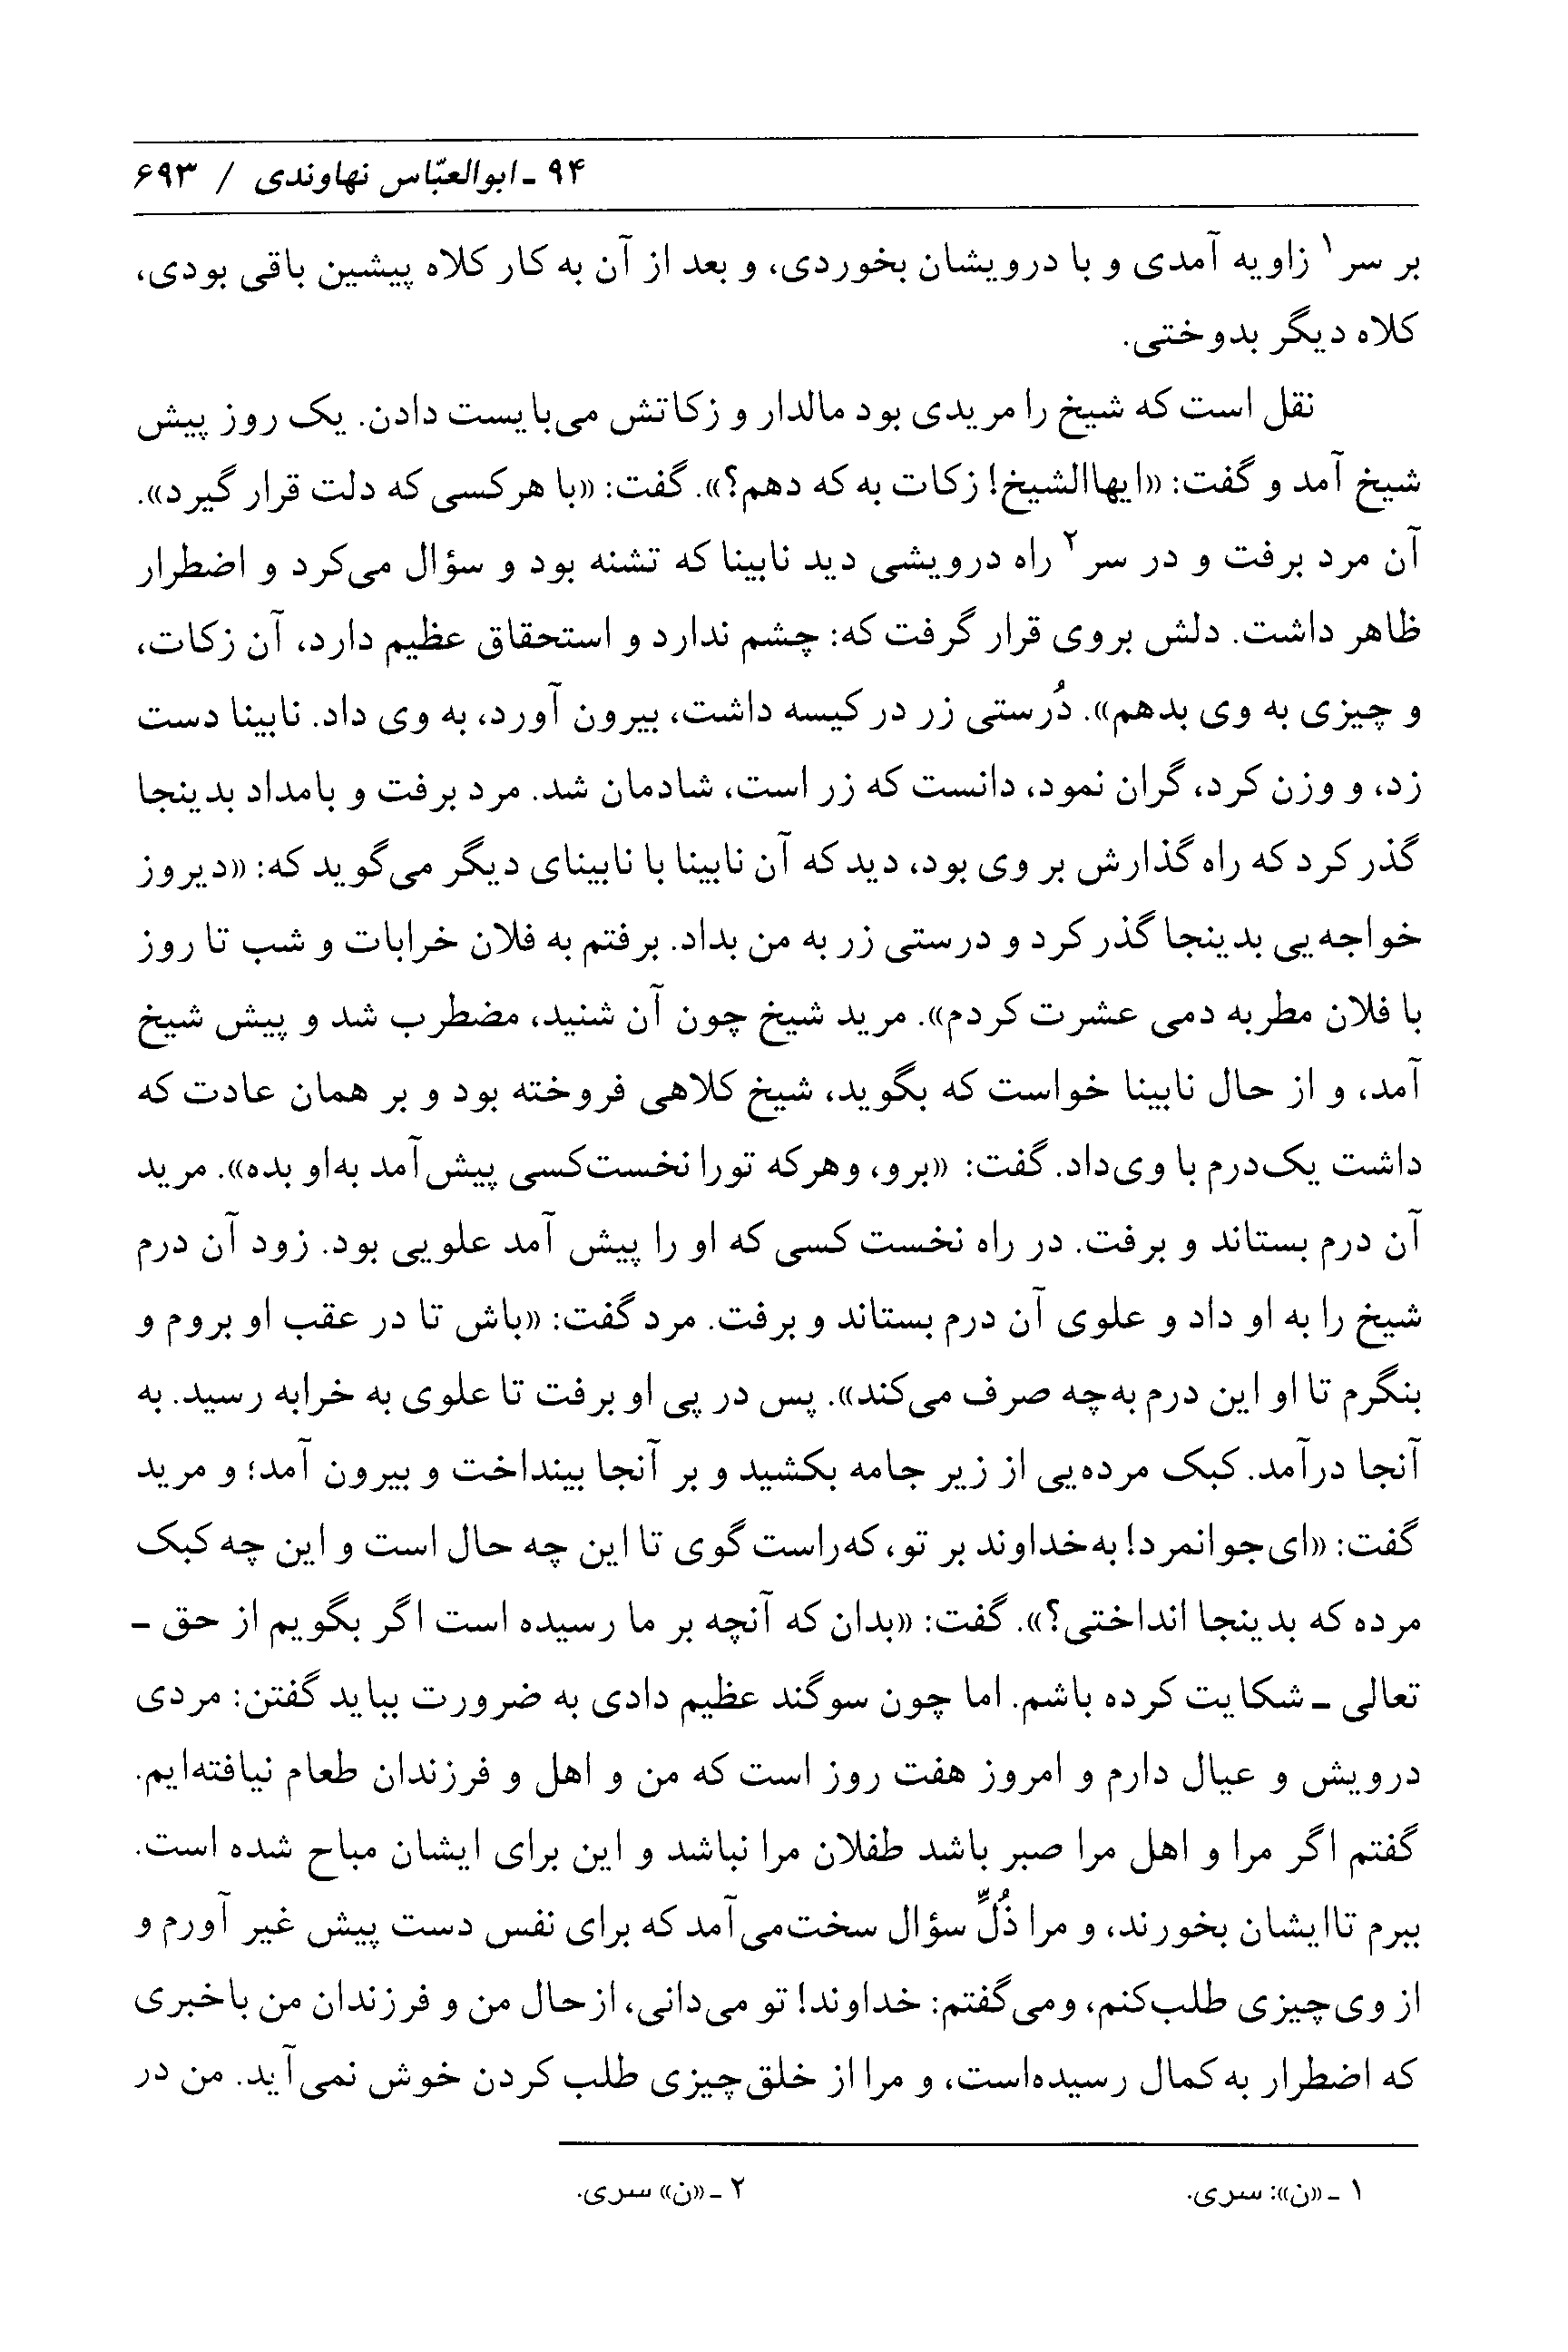 ۹۴ ـ ابوالعبّاس نهاوندی / ۶۹۳
بر سر۱ زاویه آمدی و با درویشان بخوردی، و بعد از آن به کار کلاه پیشین باقی بودی،
کلاه دیگر بدوختی.
نقل است که شیخ را مریدی بود مالدار و زکاتش می‌بایست دادن. یک روز پیش
شیخ آمد و گفت: «ایهاالشیخ! زکات به که دهم؟». گفت: «با هرکسی که دلت قرار گیرد».
آن مرد برفت و در سر۲ راه درویشی دید نابینا که تشنه بود و سؤال می‌کرد و اضطرار
ظاهر داشت. دلش بروی قرار گرفت که: چشم ندارد و استحقاق عظیم دارد، آن زکات،
و چیزی به وی بدهم». دُرستی زر در کیسه داشت، بیرون آورد، به وی داد. نابینا دست
زد، و وزن کرد، گران نمود، دانست که زر است، شادمان شد. مرد برفت و بامداد بدینجا
گذر کرد که راه گذارش بر وی بود، دید که آن نابینا با نابینای دیگر می‌گوید که: «دیروز
خواجه‌یی بدینجا گذر کرد و درستی زر به من بداد. برفتم به فلان خرابات و شب تا روز
با فلان مطربه دمی عشرت کردم». مرید شیخ چون آن شنید، مضطرب شد و پیش شیخ
آمد، و از حال نابینا خواست که بگوید، شیخ کلاهی فروخته بود و بر همان عادت که
داشت یک‌درم با وی‌داد. گفت: «برو، وهرکه تورا نخست‌کسی پیش‌آمد به‌او بده». مرید
آن درم بستاند و برفت. در راه نخست کسی که او را پیش آمد علویی بود. زود آن درم
شیخ را به او داد و علوی آن درم بستاند و برفت. مرد گفت: «باش تا در عقب او بروم و
بنگرم تا او این درم به‌چه صرف می‌کند». پس در پی او برفت تا علوی به خرابه رسید. به
آنجا درآمد. کبک مرده‌یی از زیر جامه بکشید و بر آنجا بینداخت و بیرون آمد؛ و مرید
گفت: «ای‌جوانمرد! به‌خداوند بر تو، که‌راست گوی تا این چه حال است و این چه کبک
مرده که بدینجا انداختی؟». گفت: «بدان که آنچه بر ما رسیده است اگر بگویم از حق ـ
تعالی ـ شکایت کرده باشم. اما چون سوگند عظیم دادی به ضرورت بباید گفتن: مردی
درویش و عیال دارم و امروز هفت روز است که من و اهل و فرزندان طعام نیافته‌ایم.
گفتم اگر مرا و اهل مرا صبر باشد طفلان مرا نباشد و این برای ایشان مباح شده است.
ببرم تاایشان بخورند، و مرا ذُلِّ سؤال سخت‌می‌آمد که برای نفس دست پیش غیر آورم و
از وی‌چیزی طلب‌کنم، ومی‌گفتم: خداوند! تو می‌دانی، ازحال من و فرزندان من باخبری
که اضطرار به کمال رسیده‌است، و مرا از خلق‌چیزی طلب کردن خوش نمی‌آید. من در
۱ ـ «ن»: سری.
۲ ـ «ن» سری.